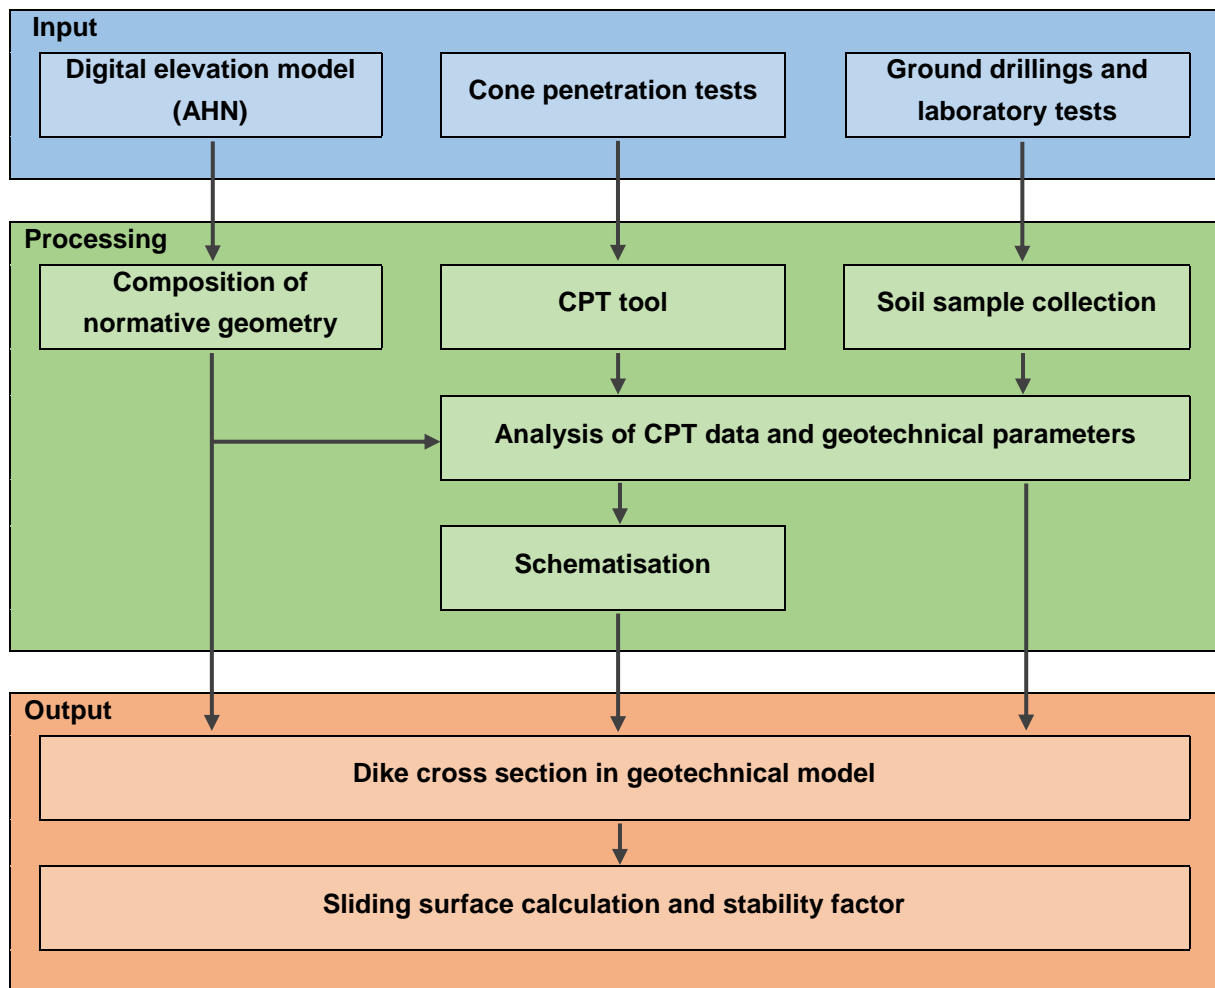 Input
Digital elevation model
(AHN)
Cone penetration tests
Ground drillings and
laboratory tests
Processing
Composition of
normative geometry
CPT tool
Soil sample collection
Analysis of CPT data and geotechnical parameters
Schematisation
Output
Dike cross section in geotechnical model
Sliding surface calculation and stability factor